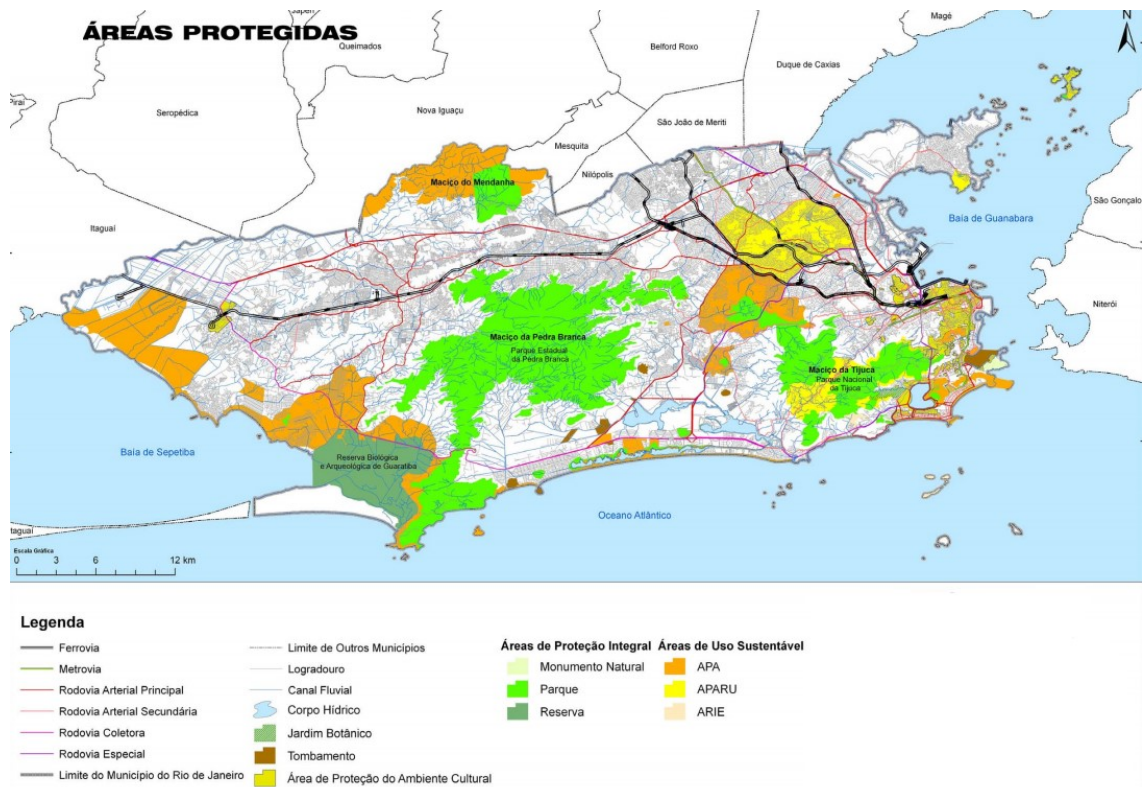 ÁREAS PROTEGIDAS
N
Magé
Japeri
Queimados
Belford Roxo
Duque de Caxias
Piraí
Seropédica
Nova Iguaçu
São João de Meriti
Mesquita
Nilópolis
Maciço do Mendanha
São Gonçalo
Baía de Guanabara
Itaguaí
Niterói
Maciço da Pedra Branca
Parque Estadual
da Pedra Branca
Maciço da Tijuca
Parque Nacional
da Tijuca
Baía de Sepetiba
Reserva Biológica
e Arqueológica de Guaratiba
Oceano Atlântico
Itaguaí
Escala Gráfica
0 3 6 12 km
Legenda
Ferrovia
Metrovia
Rodovia Arterial Principal
Rodovia Arterial Secundária
Rodovia Coletora
Rodovia Especial
Limite do Município do Rio de Janeiro
Limite de Outros Municípios
Logradouro
Canal Fluvial
Corpo Hídrico
Jardim Botânico
Tombamento
Área de Proteção do Ambiente Cultural
Áreas de Proteção Integral
Monumento Natural
Parque
Reserva
Áreas de Uso Sustentável
APA
APARU
ARIE